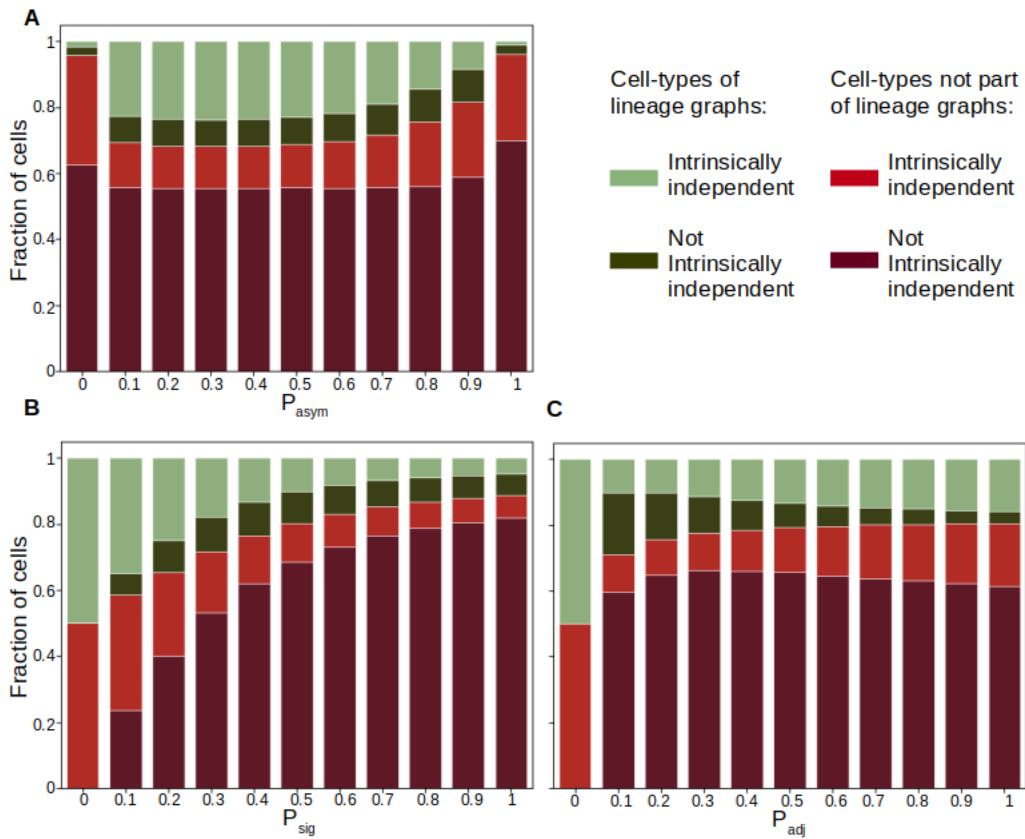 A
1
0.8
0.6
0.4
0.2
0
Fraction of cells
0 0.1 0.2 0.3 0.4 0.5 0.6 0.7 0.8 0.9 1
P_asym
Cell-types of
lineage graphs:
Intrinsically
independent
Not
Intrinsically
independent
Cell-types not part
of lineage graphs:
Intrinsically
independent
Not
Intrinsically
independent
B
1
0.8
0.6
0.4
0.2
0
Fraction of cells
0 0.1 0.2 0.3 0.4 0.5 0.6 0.7 0.8 0.9 1
P_sig
C
0 0.1 0.2 0.3 0.4 0.5 0.6 0.7 0.8 0.9 1
P_adj